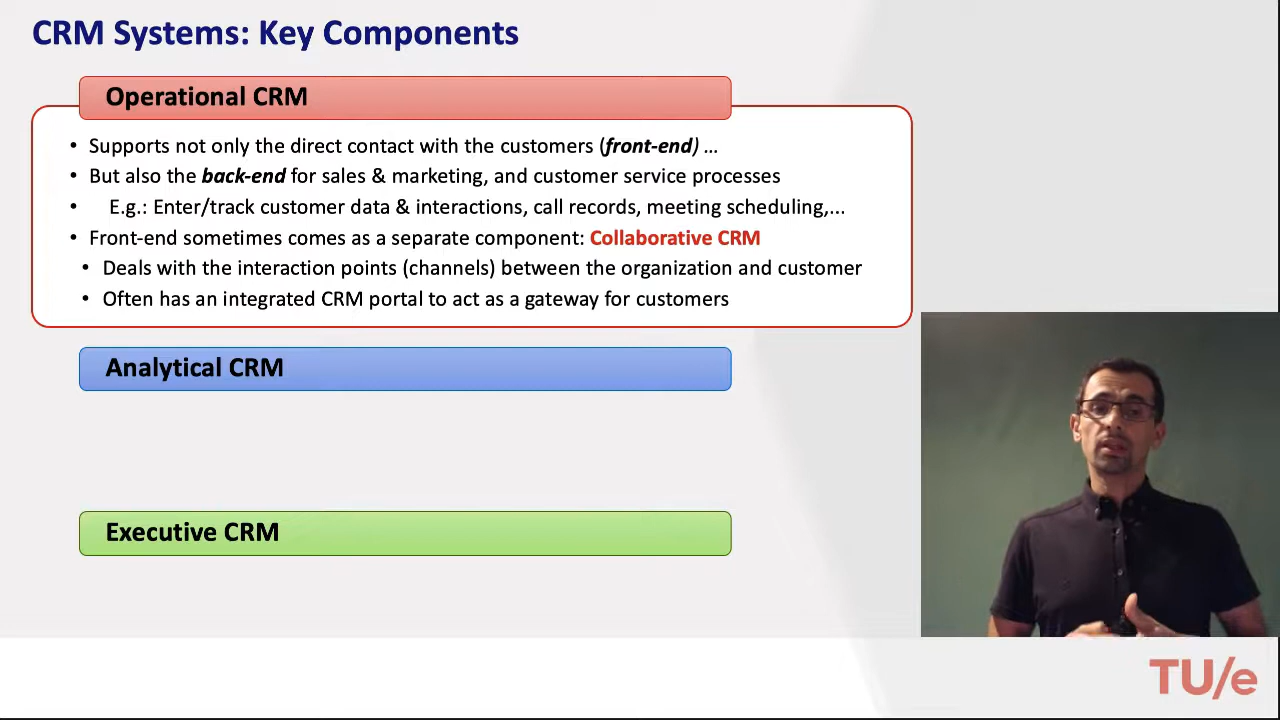 CRM Systems: Key Components
Operational CRM
• Supports not only the direct contact with the customers (front-end) ...
• But also the back-end for sales & marketing, and customer service processes
• E.g.: Enter/track customer data & interactions, call records, meeting scheduling,...
• Front-end sometimes comes as a separate component: Collaborative CRM
• Deals with the interaction points (channels) between the organization and customer
• Often has an integrated CRM portal to act as a gateway for customers
Analytical CRM
Executive CRM
TU/e